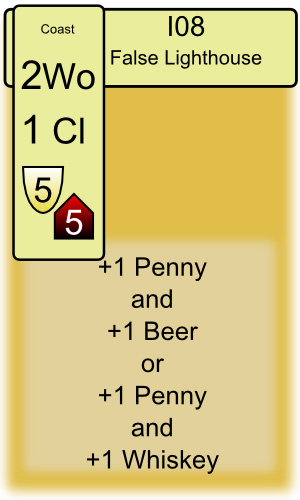 Coast
I08
False Lighthouse
2Wo
1 Cl
5
5
+1 Penny
and
+1 Beer
or
+1 Penny
and
+1 Whiskey